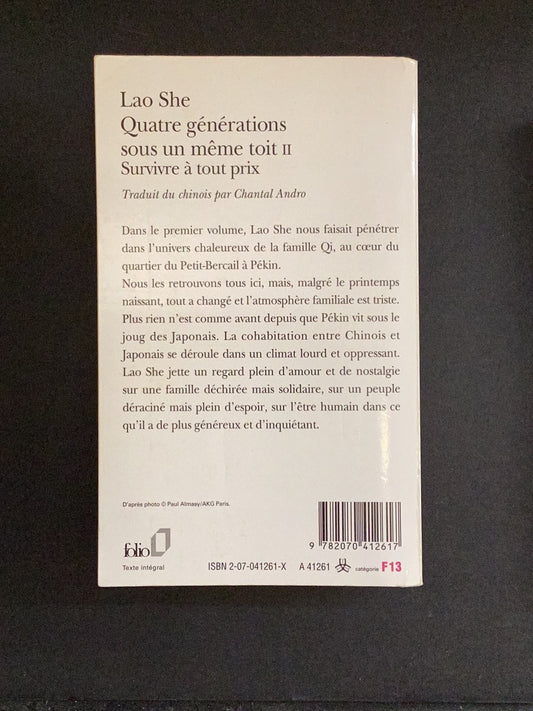 Lao She
Quatre générations
sous un même toit II
Survivre à tout prix
Traduit du chinois par Chantal Andro
Dans le premier volume, Lao She nous faisait pénétrer
dans l'univers chaleureux de la famille Qi, au cœur du
quartier du Petit-Bercail à Pékin.
Nous les retrouvons tous ici, mais, malgré le printemps
naissant, tout a changé et l'atmosphère familiale est triste.
Plus rien n'est comme avant depuis que Pékin vit sous le
joug des Japonais. La cohabitation entre Chinois et
Japonais se déroule dans un climat lourd et oppressant.
Lao She jette un regard plein d'amour et de nostalgie
sur une famille déchirée mais solidaire, sur un peuple
déraciné mais plein d'espoir, sur l'être humain dans ce
qu'il a de plus généreux et d'inquiétant.
D'après photo © Paul Almasy/AKG Paris.
9 782070 412617
folio
Texte intégral
ISBN 2-07-041261-X A 41261 catégorie F13